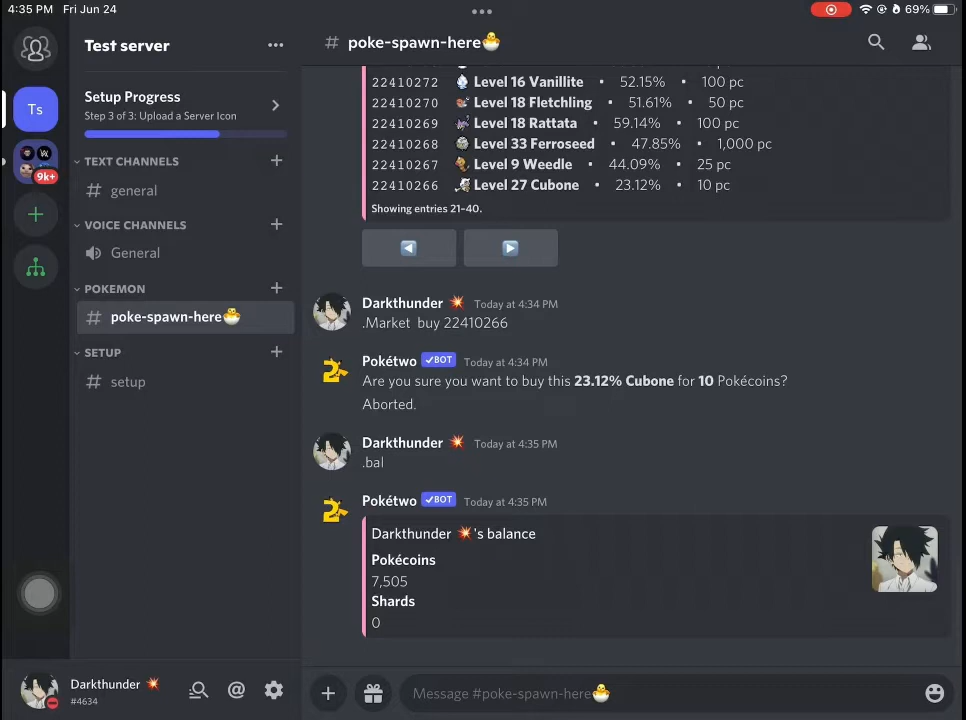 4:35 PM Fri Jun 24
69%
Test server
Setup Progress
Step 3 of 3: Upload a Server Icon
Ts
9k+
TEXT CHANNELS
# general
VOICE CHANNELS
General
POKEMON
# poke-spawn-here🐣
SETUP
# setup
Darkthunder 💥
#4634
# poke-spawn-here🐣
22410272 Level 16 Vanillite • 52.15% • 100 pc
22410270 Level 18 Fletchling • 51.61% • 50 pc
22410269 Level 18 Rattata • 59.14% • 100 pc
22410268 Level 33 Ferroseed • 47.85% • 1,000 pc
22410267 Level 9 Weedle • 44.09% • 25 pc
22410266 Level 27 Cubone • 23.12% • 10 pc
Showing entries 21–40.
Darkthunder 💥 Today at 4:34 PM
.Market buy 22410266
Pokétwo ✓BOT Today at 4:34 PM
Are you sure you want to buy this 23.12% Cubone for 10 Pokécoins?
Aborted.
Darkthunder 💥 Today at 4:35 PM
.bal
Pokétwo ✓BOT Today at 4:35 PM
Darkthunder 💥's balance
Pokécoins
7,505
Shards
0
Message #poke-spawn-here🐣